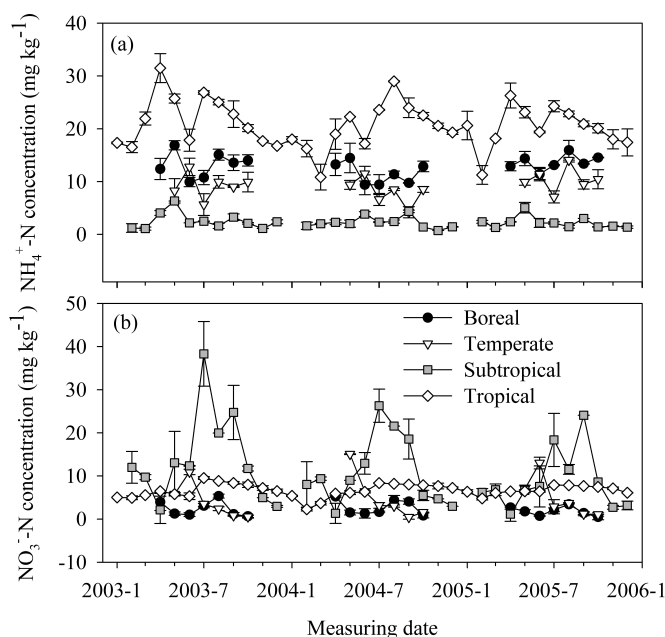 (a)
NH₄⁺-N concentration (mg kg⁻¹)
40
30
20
10
0
(b)
NO₃⁻-N concentration (mg kg⁻¹)
50
40
30
20
10
0
-10
Boreal
Temperate
Subtropical
Tropical
2003-1 2003-7 2004-1 2004-7 2005-1 2005-7 2006-1
Measuring date